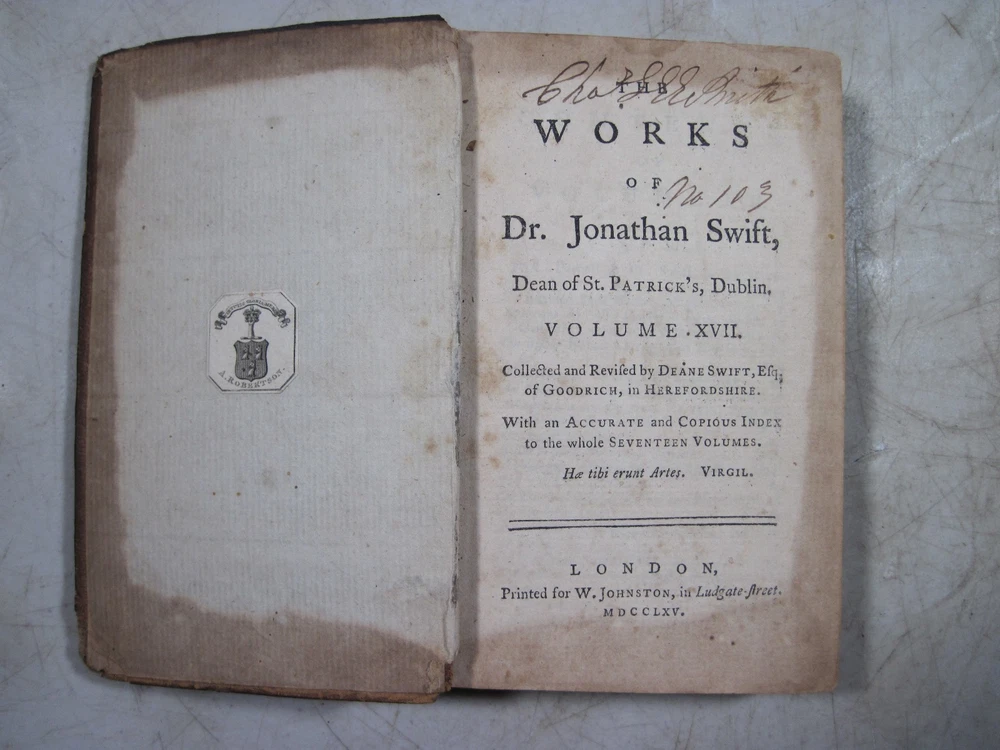 A. ROBERTSON.
THE
WORKS
OF
No 103
Dr. Jonathan Swift,
Dean of St. PATRICK's, Dublin.
VOLUME XVII.
Collected and Reviſed by DEANE SWIFT, Eſq;
of GOODRICH, in HEREFORDSHIRE.
With an ACCURATE and COPIOUS INDEX
to the whole SEVENTEEN VOLUMES.
Hæ tibi erunt Artes. VIRGIL.
LONDON,
Printed for W. JOHNSTON, in Ludgate-ſtreet.
MDCCLXV.